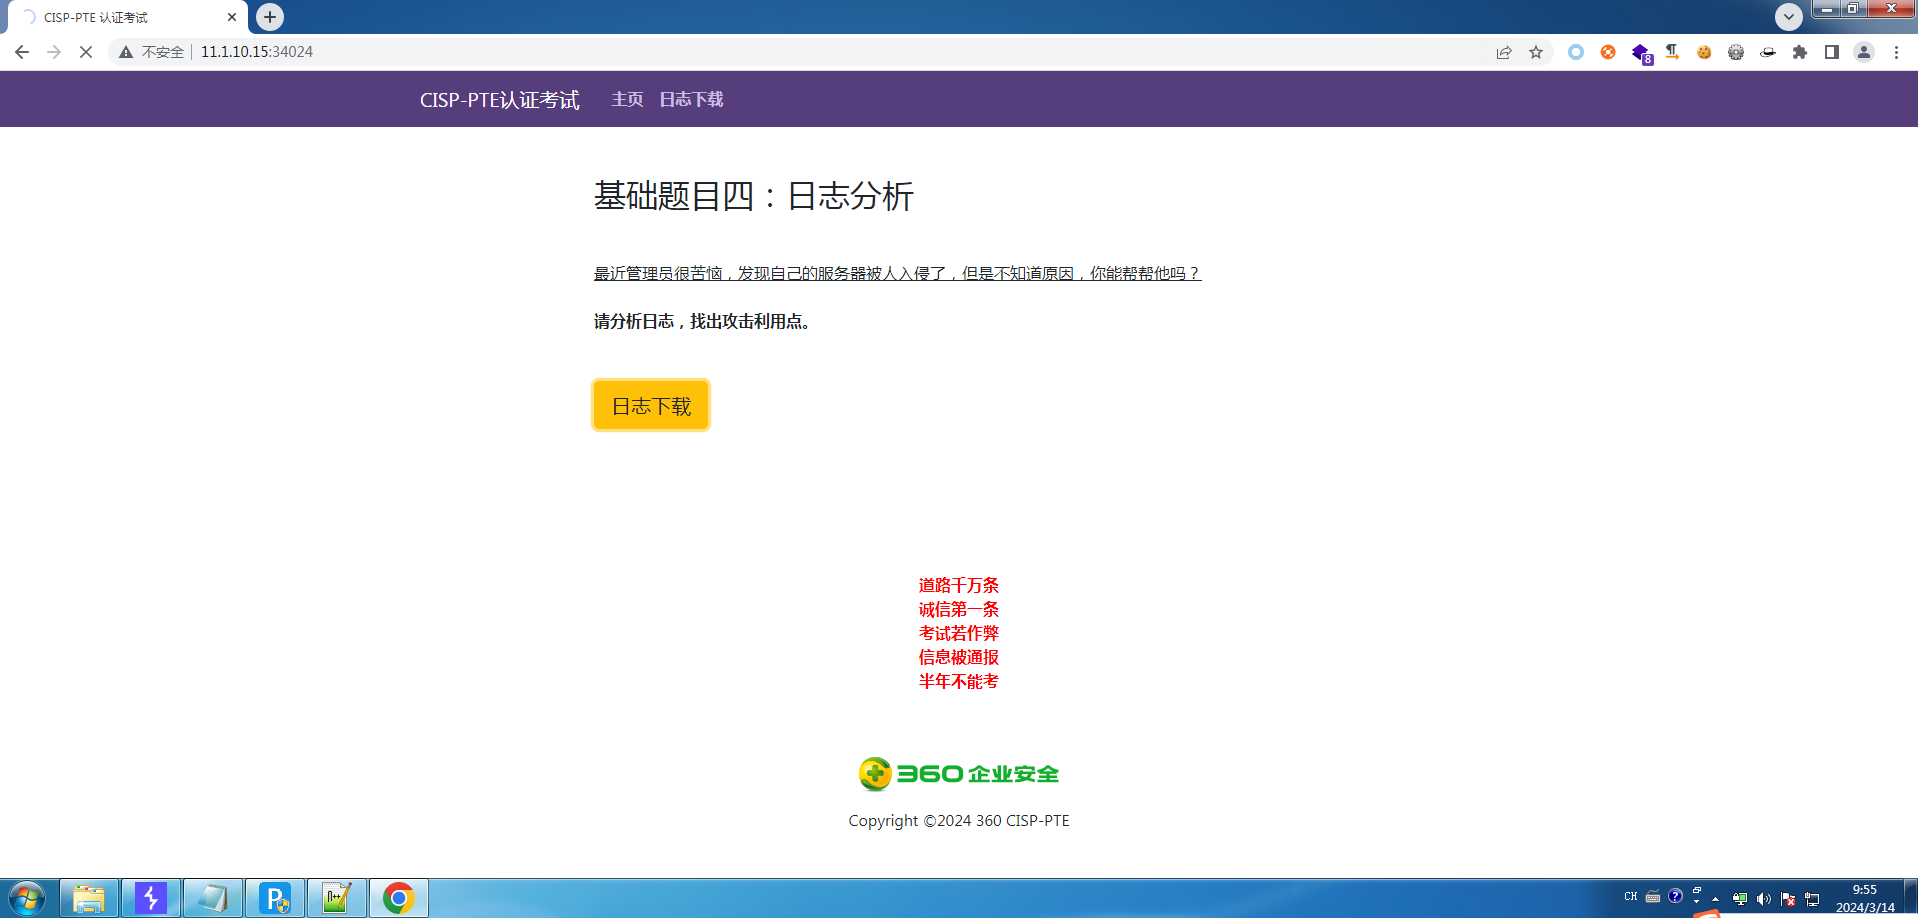 CISP-PTE 认证考试
不安全 11.1.10.15:34024
8
CISP-PTE认证考试 主页 日志下载
基础题目四：日志分析
最近管理员很苦恼，发现自己的服务器被人入侵了，但是不知道原因，你能帮帮他吗？
请分析日志，找出攻击利用点。
日志下载
道路千万条
诚信第一条
考试若作弊
信息被通报
半年不能考
360 企业安全
Copyright ©2024 360 CISP-PTE
CH
9:55
2024/3/14